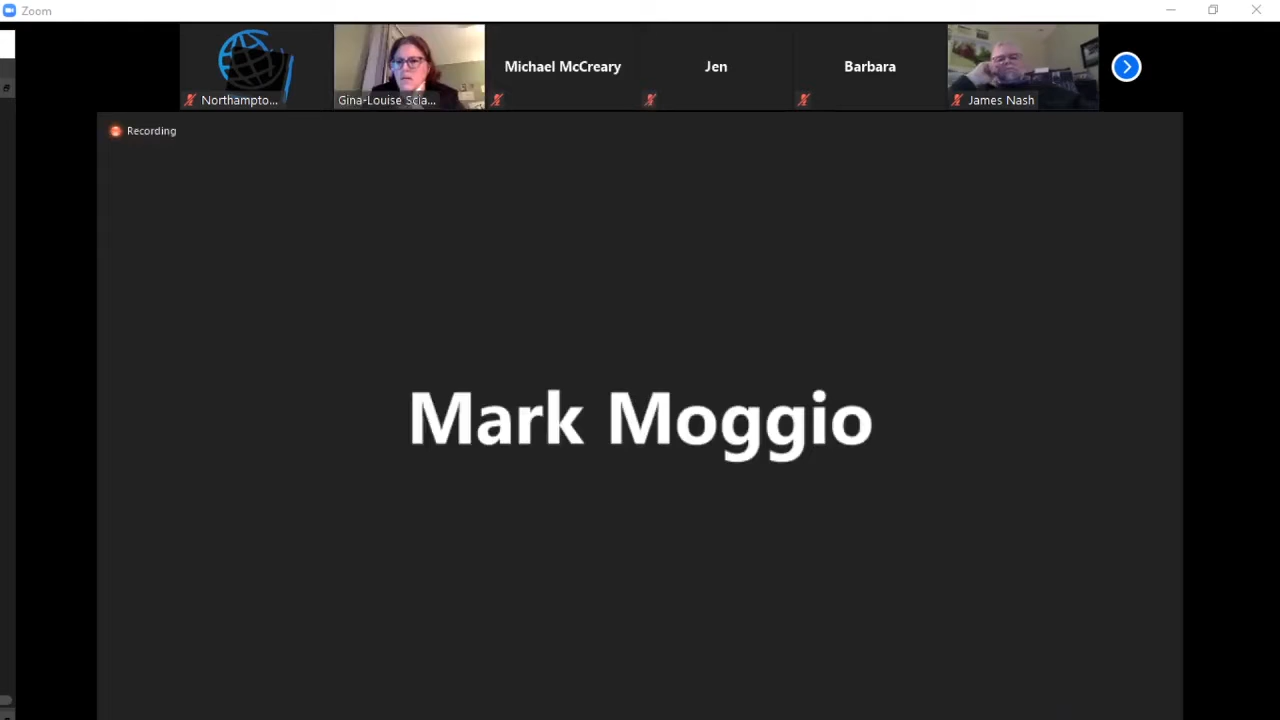 Zoom
Michael McCreary
Jen
Barbara
Northampto...
Gina-Louise Scia...
James Nash
Recording
Mark Moggio